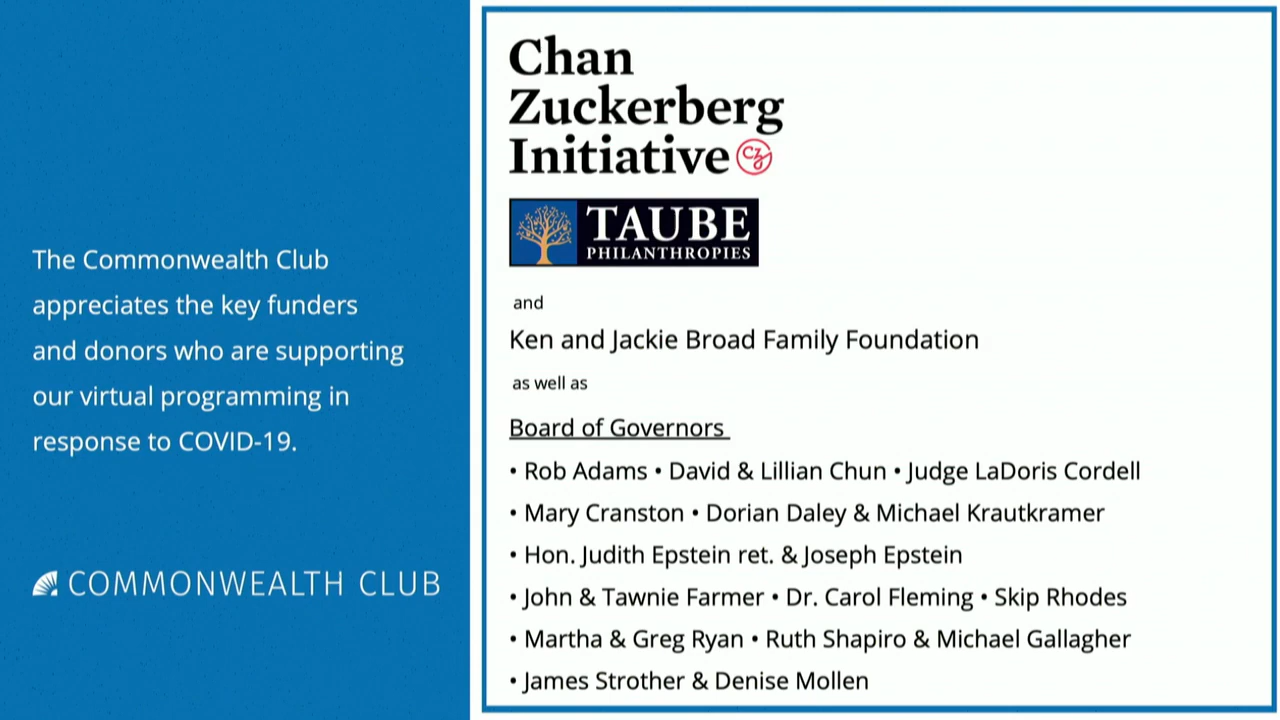 The Commonwealth Club
appreciates the key funders
and donors who are supporting
our virtual programming in
response to COVID-19.
COMMONWEALTH CLUB
Chan
Zuckerberg
Initiative
CZ
TAUBE
PHILANTHROPIES
and
Ken and Jackie Broad Family Foundation
as well as
Board of Governors
• Rob Adams • David & Lillian Chun • Judge LaDoris Cordell
• Mary Cranston • Dorian Daley & Michael Krautkramer
• Hon. Judith Epstein ret. & Joseph Epstein
• John & Tawnie Farmer • Dr. Carol Fleming • Skip Rhodes
• Martha & Greg Ryan • Ruth Shapiro & Michael Gallagher
• James Strother & Denise Mollen